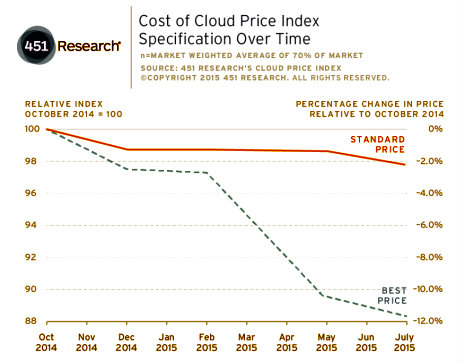 451 Research
Cost of Cloud Price Index
Specification Over Time
n=MARKET WEIGHTED AVERAGE OF 70% OF MARKET
SOURCE: 451 RESEARCH'S CLOUD PRICE INDEX
©COPYRIGHT 2015 451 RESEARCH. ALL RIGHTS RESERVED.
RELATIVE INDEX
OCTOBER 2014 = 100
PERCENTAGE CHANGE IN PRICE
RELATIVE TO OCTOBER 2014
100 0%
STANDARD
PRICE
98 -2.0%
96 -4.0%
94 -6.0%
92 -8.0%
90 -10.0%
BEST
PRICE
88 -12.0%
Oct Nov Dec Jan Feb Mar Apr May Jun July
2014 2014 2014 2015 2015 2015 2015 2015 2015 2015